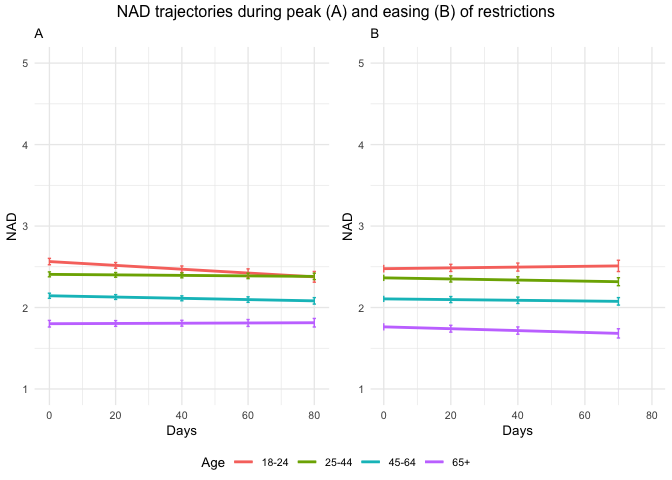 NAD trajectories during peak (A) and easing (B) of restrictions
A
5
4
3
2
1
NAD
0 20 40 60 80
Days
B
5
4
3
2
1
NAD
0 20 40 60 80
Days
Age 18-24 25-44 45-64 65+